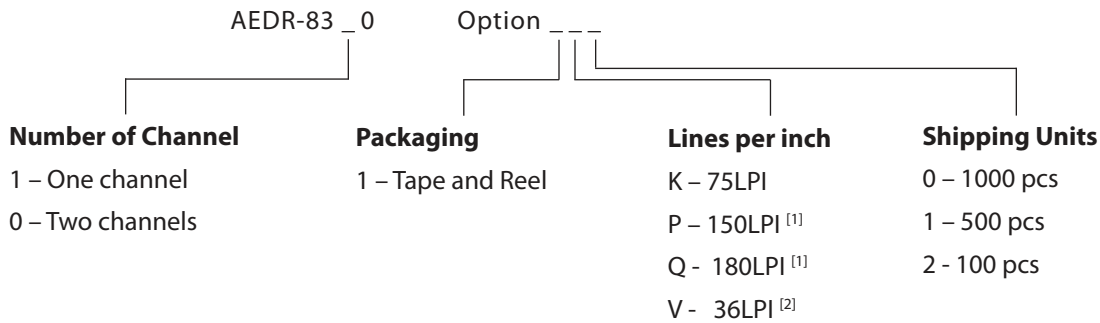 AEDR-83 _ 0 Option _ _ _
Number of Channel
1 – One channel
0 – Two channels
Packaging
1 – Tape and Reel
Lines per inch
K – 75LPI
P – 150LPI [1]
Q - 180LPI [1]
V - 36LPI [2]
Shipping Units
0 – 1000 pcs
1 – 500 pcs
2 - 100 pcs